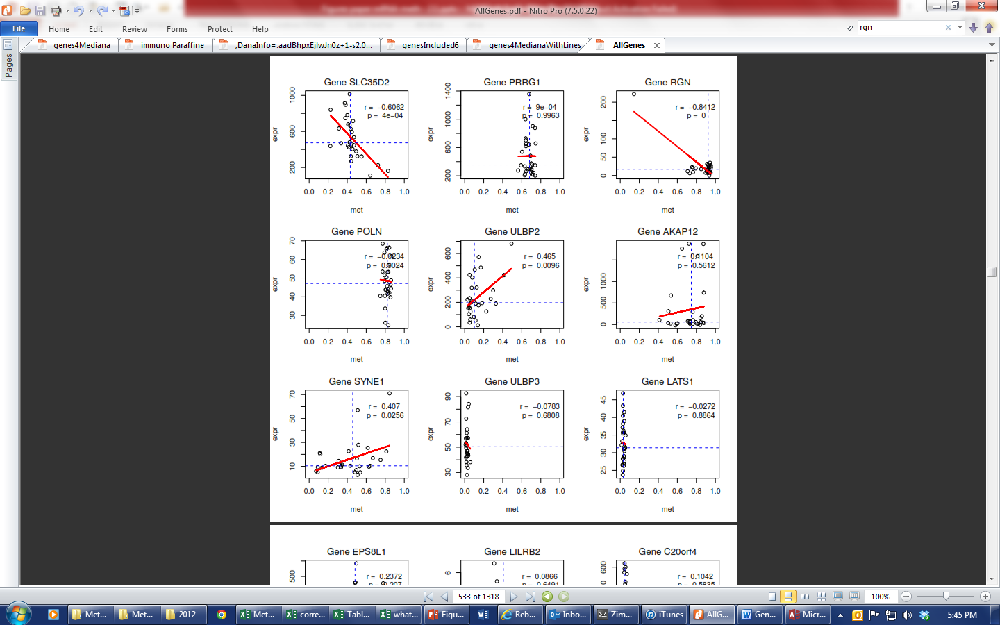 AllGenes.pdf - Nitro Pro (7.5.0.22)
File Home Edit Review Forms Protect Help
rgn
genes4Mediana
immuno Paraffine
,DanaInfo=.aadBhpxEjlwJn0z+1-s2.0...
genesIncluded6
genes4MedianaWithLines
AllGenes
Pages
Gene SLC35D2
r = −0.6062
p = 4e−04
expr
200 600 1000
0.0 0.2 0.4 0.6 0.8 1.0
met
Gene PRRG1
r = 9e−04
p = 0.9963
expr
200 600 1000 1400
0.0 0.2 0.4 0.6 0.8 1.0
met
Gene RGN
r = −0.8412
p = 0
expr
0 50 100 200
0.0 0.2 0.4 0.6 0.8 1.0
met
Gene POLN
r = −0.0234
p = 0.9024
expr
30 40 50 60 70
0.0 0.2 0.4 0.6 0.8 1.0
met
Gene ULBP2
r = 0.465
p = 0.0096
expr
0 200 400 600
0.0 0.2 0.4 0.6 0.8 1.0
met
Gene AKAP12
r = 0.1104
p = 0.5612
expr
0 500 1000
0.0 0.2 0.4 0.6 0.8 1.0
met
Gene SYNE1
r = 0.407
p = 0.0256
expr
10 30 50 70
0.0 0.2 0.4 0.6 0.8 1.0
met
Gene ULBP3
r = −0.0783
p = 0.6808
expr
30 50 70 90
0.0 0.2 0.4 0.6 0.8 1.0
met
Gene LATS1
r = −0.0272
p = 0.8864
expr
25 30 35 40 45
0.0 0.2 0.4 0.6 0.8 1.0
met
Gene EPS8L1
r = 0.2372
500
Gene LILRB2
r = 0.0866
6
Gene C20orf4
r = 0.1042
600
533 of 1318
100%
Met...
Met...
2012
Met...
corre...
Tabl...
what...
Figu...
Reb...
Inbo...
Zim...
iTunes
AllG...
Gen...
Micr...
5:45 PM